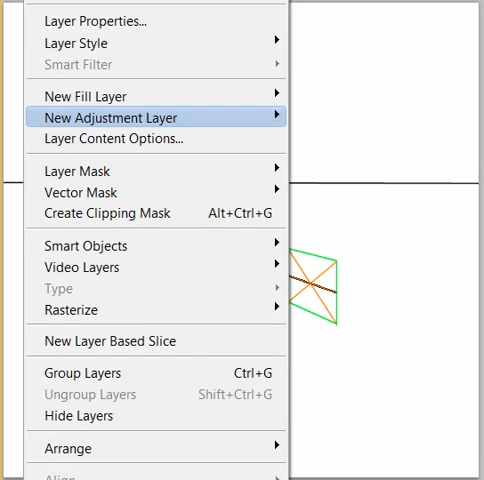 Layer Properties...
Layer Style
Smart Filter
New Fill Layer
New Adjustment Layer
Layer Content Options...
Layer Mask
Vector Mask
Create Clipping Mask Alt+Ctrl+G
Smart Objects
Video Layers
Type
Rasterize
New Layer Based Slice
Group Layers Ctrl+G
Ungroup Layers Shift+Ctrl+G
Hide Layers
Arrange
Align